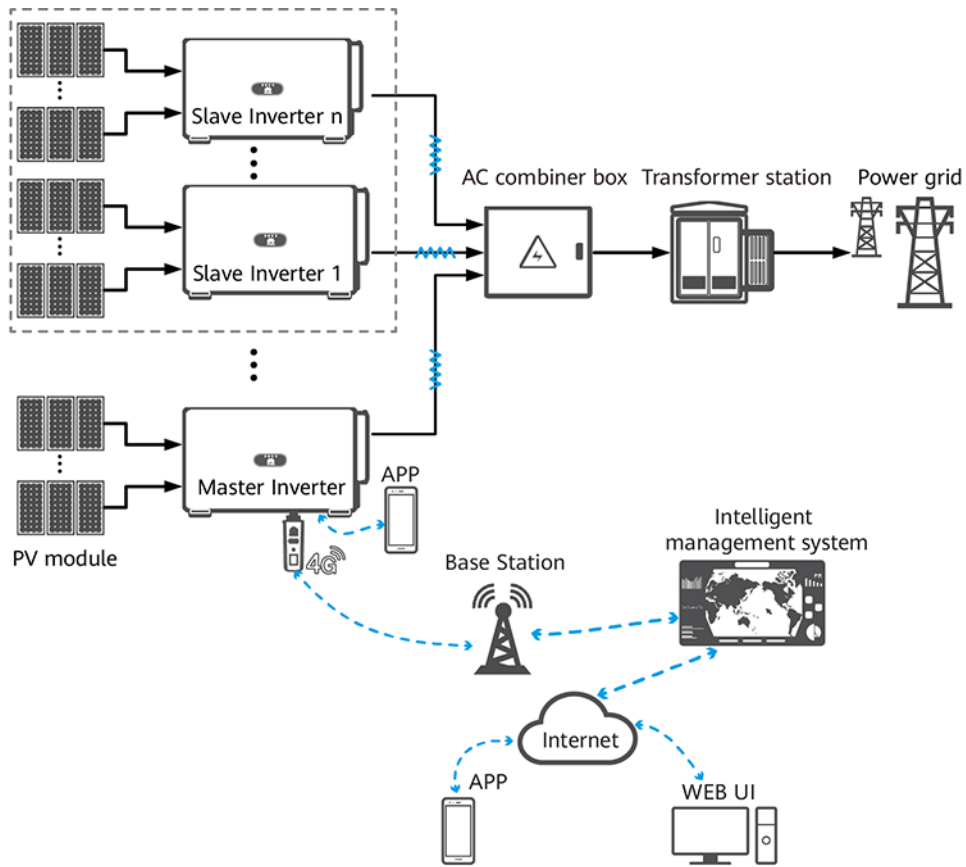 Slave Inverter n
AC combiner box
Transformer station
Power grid
Slave Inverter 1
Master Inverter
APP
PV module
4G
Intelligent
management system
Base Station
Internet
APP
WEB UI